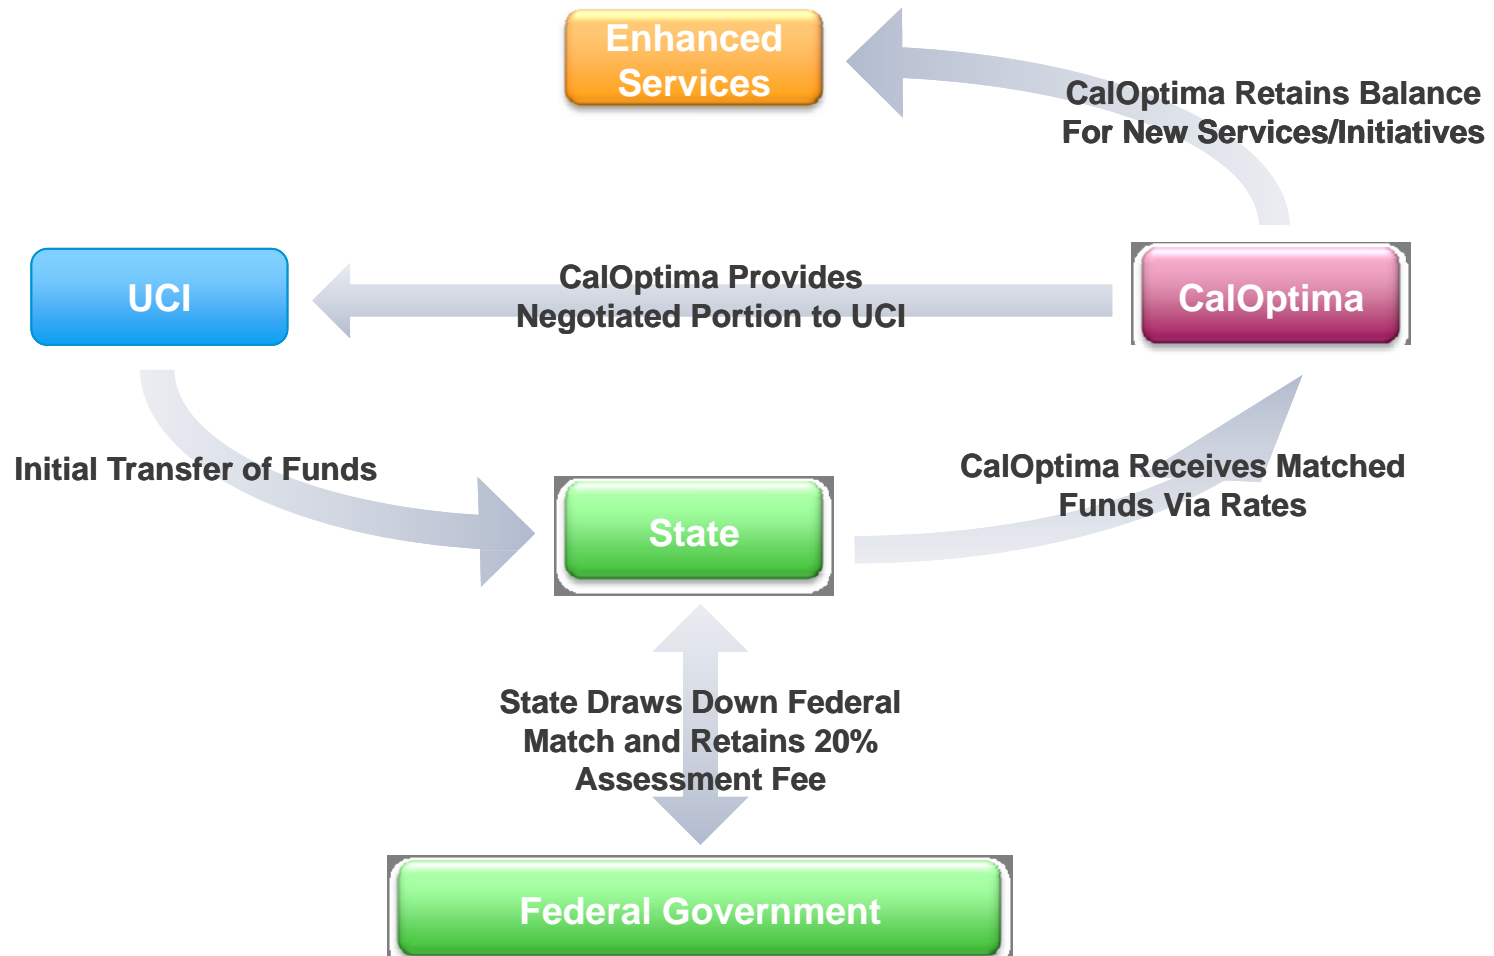 Enhanced
Services
CalOptima Retains Balance
For New Services/Initiatives
UCI
CalOptima Provides
Negotiated Portion to UCI
CalOptima
Initial Transfer of Funds
CalOptima Receives Matched
Funds Via Rates
State
State Draws Down Federal
Match and Retains 20%
Assessment Fee
Federal Government